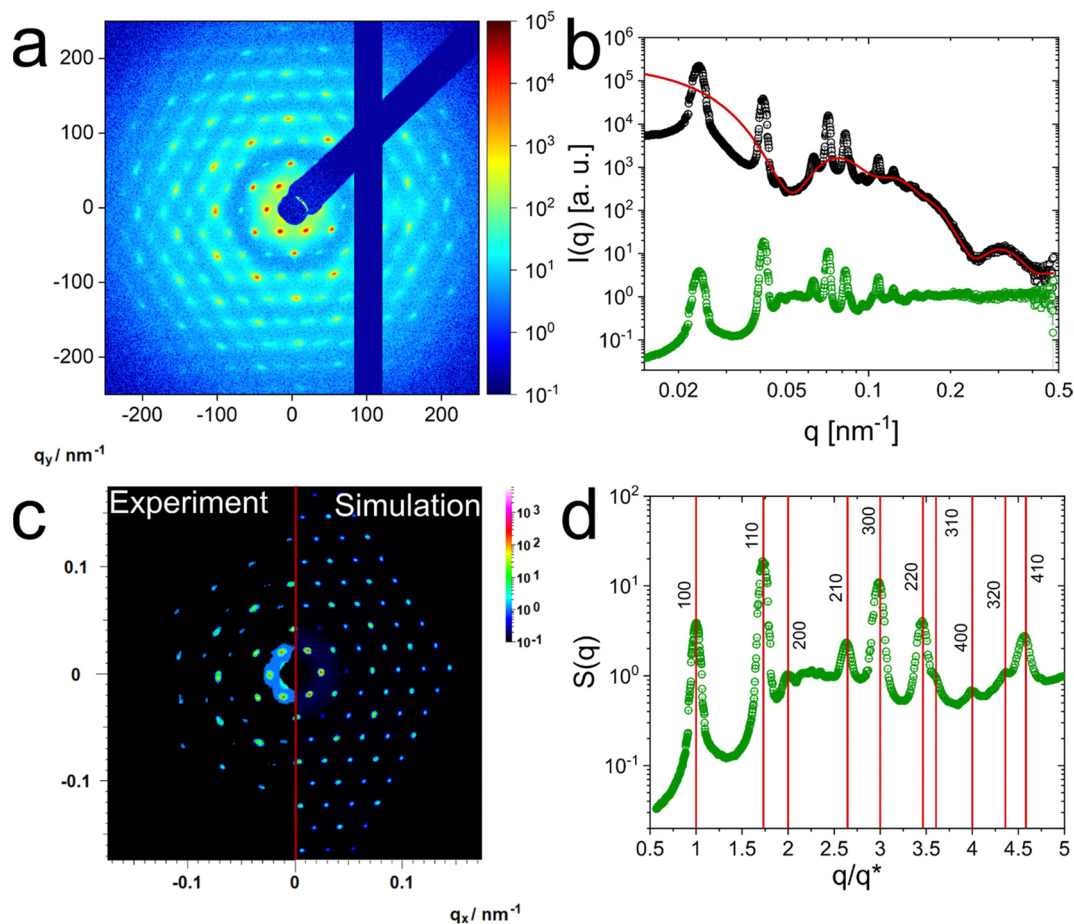 a
200
100
0
-100
-200
-200 -100 0 100 200
10^5
10^4
10^3
10^2
10^1
10^0
10^-1
b
I(q) [a. u.]
10^6
10^5
10^4
10^3
10^2
10^1
10^0
10^-1
0.02 0.05 0.1 0.2 0.5
q [nm^-1]
q_y / nm^-1
c
Experiment Simulation
0.1
0
-0.1
-0.1 0 0.1
q_x / nm^-1
10^3
10^2
10^1
10^0
10^-1
d
S(q)
10^2
10^1
10^0
10^-1
100
110
200
210
300
220
310
400
320
410
0.5 1.0 1.5 2 2.5 3.0 3.5 4.0 4.5 5
q/q*